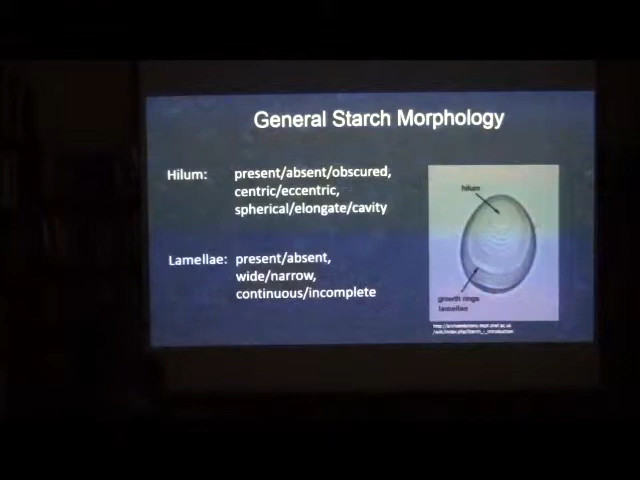 General Starch Morphology
Hilum: present/absent/obscured,
centric/eccentric,
spherical/elongate/cavity
Lamellae: present/absent,
wide/narrow,
continuous/incomplete
hilum
growth rings
lamellae